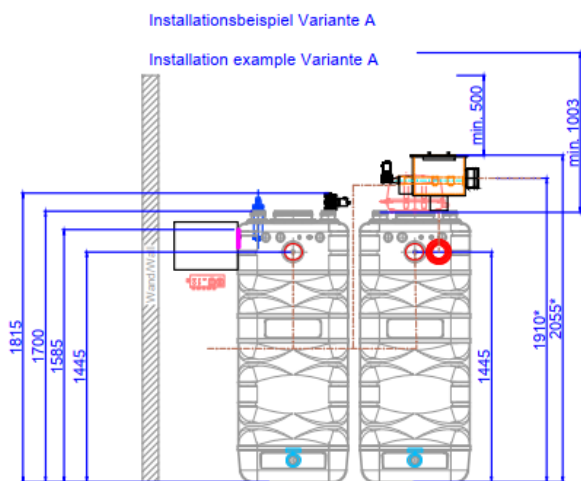 Installationsbeispiel Variante A
Installation example Variante A
min. 500
min. 1003
Wand/Wall
1815
1700
1585
1445
1445
1910*
2055*